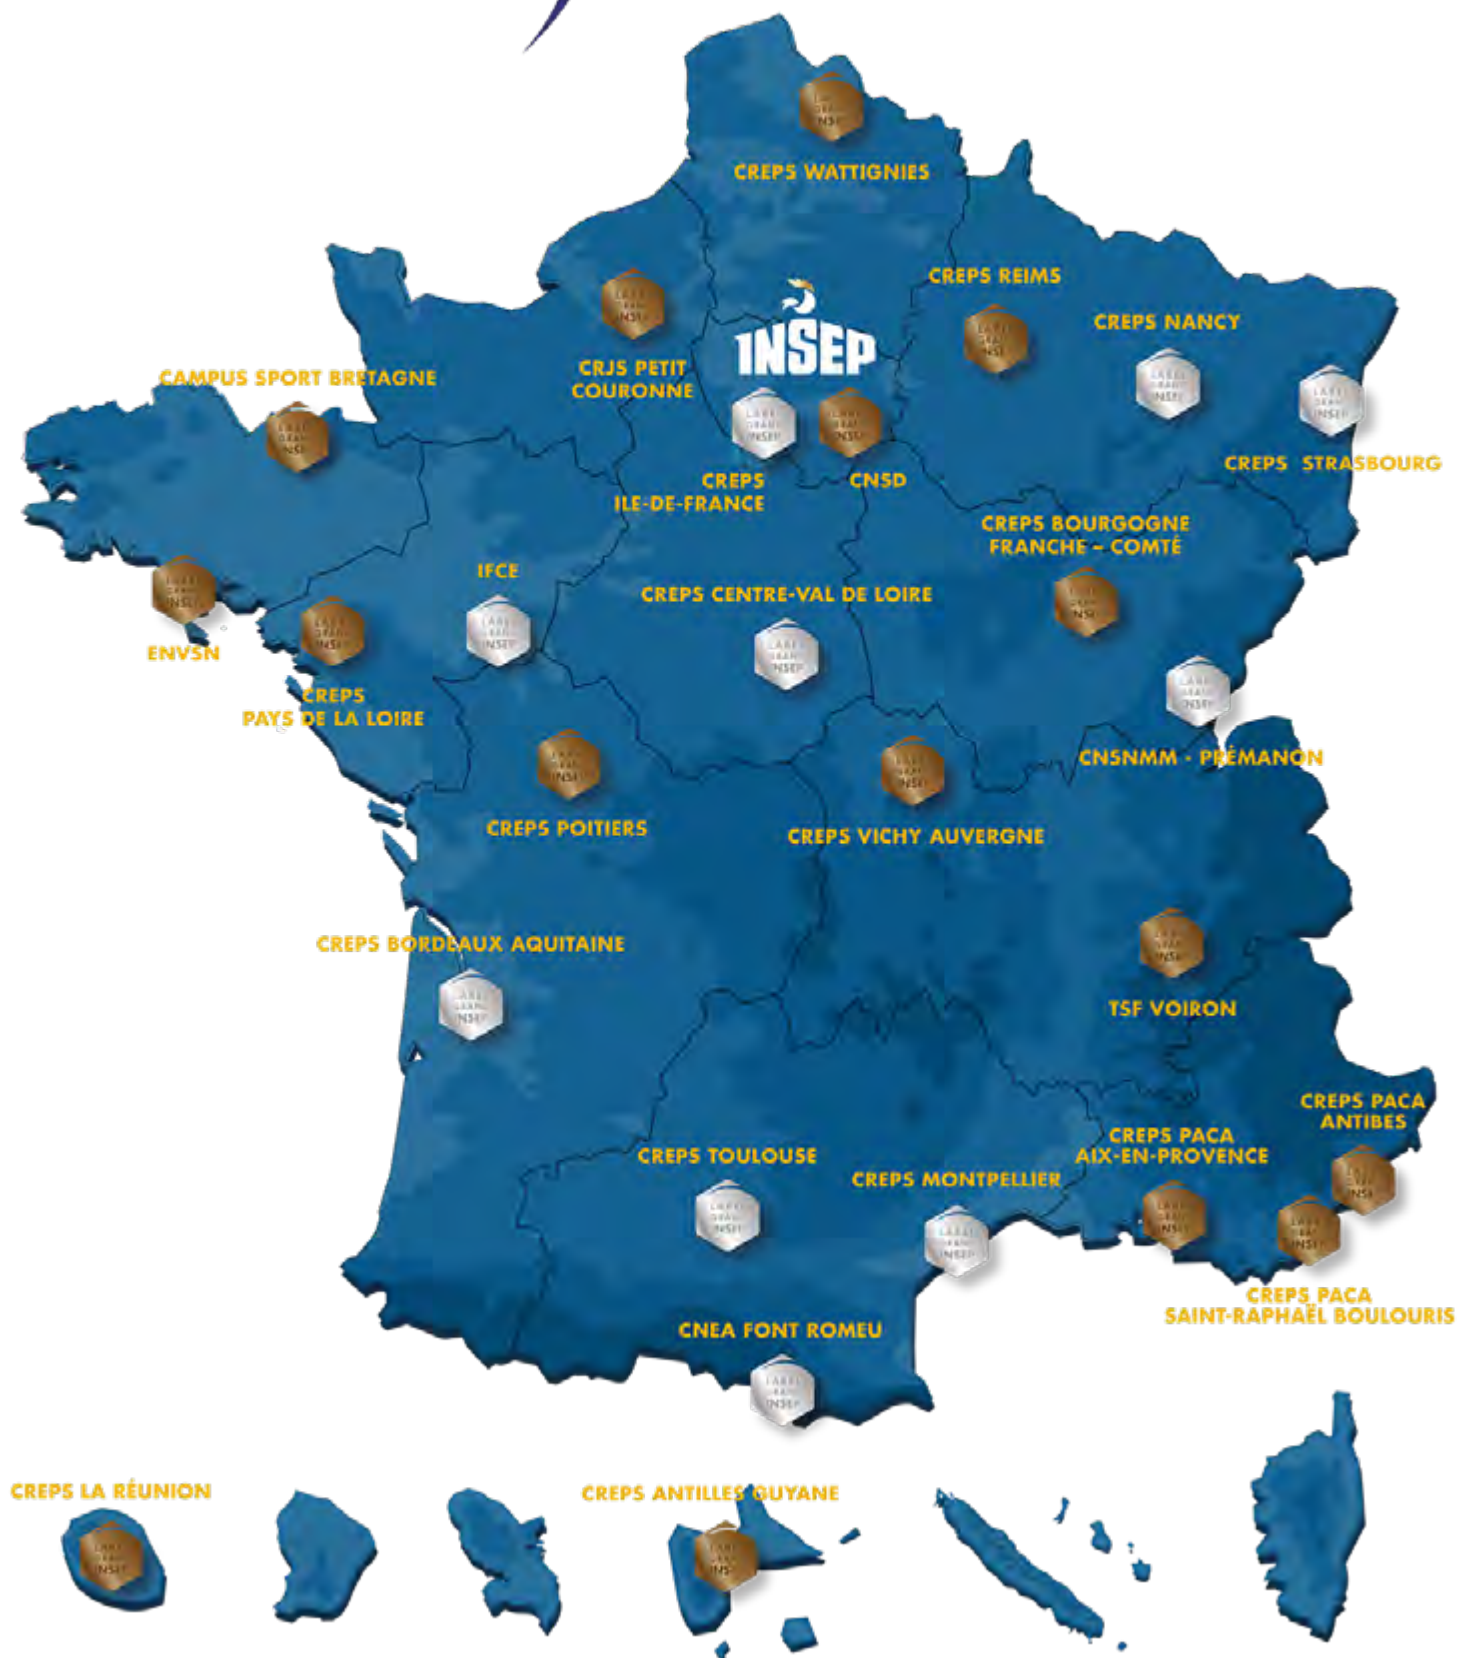 CREPS WATTIGNIES
CREPS REIMS
INSEP
CREPS NANCY
CRJS PETIT
COURONNE
CAMPUS SPORT BRETAGNE
LABEL
GRAND
INSEP
CREPS STRASBOURG
CREPS
ILE-DE-FRANCE
CNSD
CREPS BOURGOGNE
FRANCHE – COMTÉ
IFCE
CREPS CENTRE-VAL DE LOIRE
ENVSN
CREPS
PAYS DE LA LOIRE
CNSNMM - PRÉMANON
CREPS POITIERS
CREPS VICHY AUVERGNE
CREPS BORDEAUX AQUITAINE
TSF VOIRON
CREPS PACA
ANTIBES
CREPS PACA
AIX-EN-PROVENCE
CREPS TOULOUSE
CREPS MONTPELLIER
CREPS PACA
SAINT-RAPHAËL BOULOURIS
CNEA FONT ROMEU
CREPS LA RÉUNION
CREPS ANTILLES GUYANE